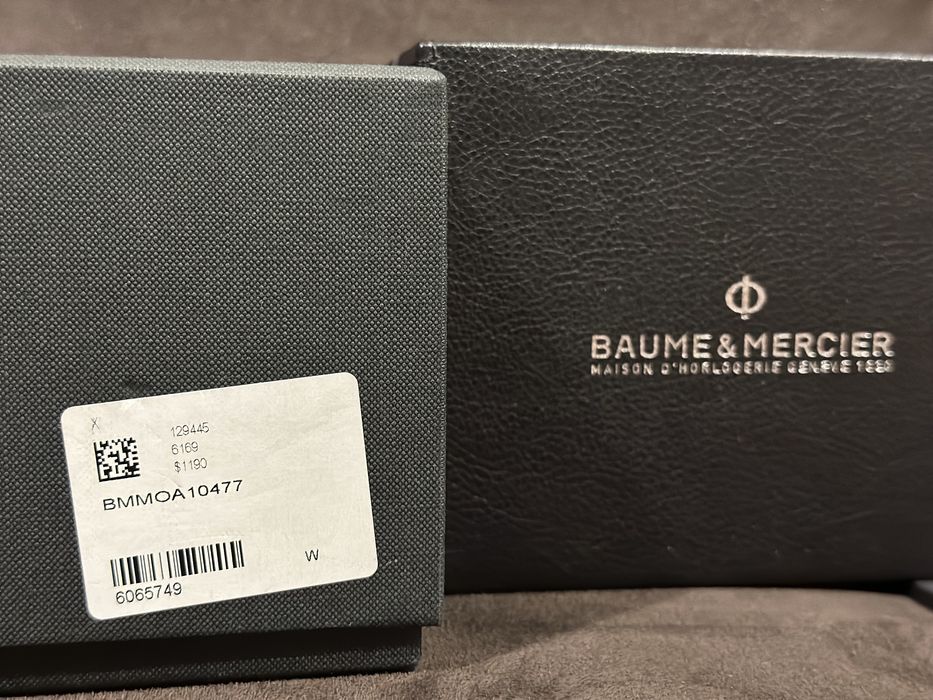 X
129445
6169
$1190
BMMOA10477
W
6065749
BAUME & MERCIER
MAISON D'HORLOGERIE GENEVE 1830